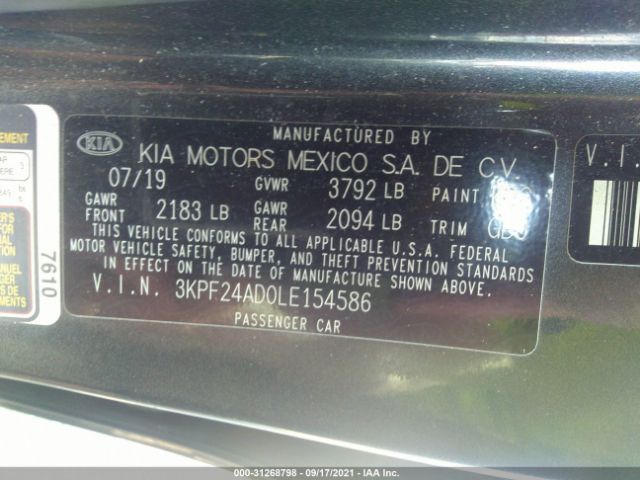 MANUFACTURED BY
KIA KIA MOTORS MEXICO S.A. DE C.V.
07/19 GVWR 3792 LB PAINT
GAWR FRONT 2183 LB GAWR REAR 2094 LB TRIM
THIS VEHICLE CONFORMS TO ALL APPLICABLE U.S.A. FEDERAL
MOTOR VEHICLE SAFETY, BUMPER, AND THEFT PREVENTION STANDARDS
IN EFFECT ON THE DATE OF MANUFACTURE SHOWN ABOVE.
V.I.N. 3KPF24AD0LE154586
PASSENGER CAR
7610
V.I.
000-31268798 - 09/17/2021 - IAA Inc.